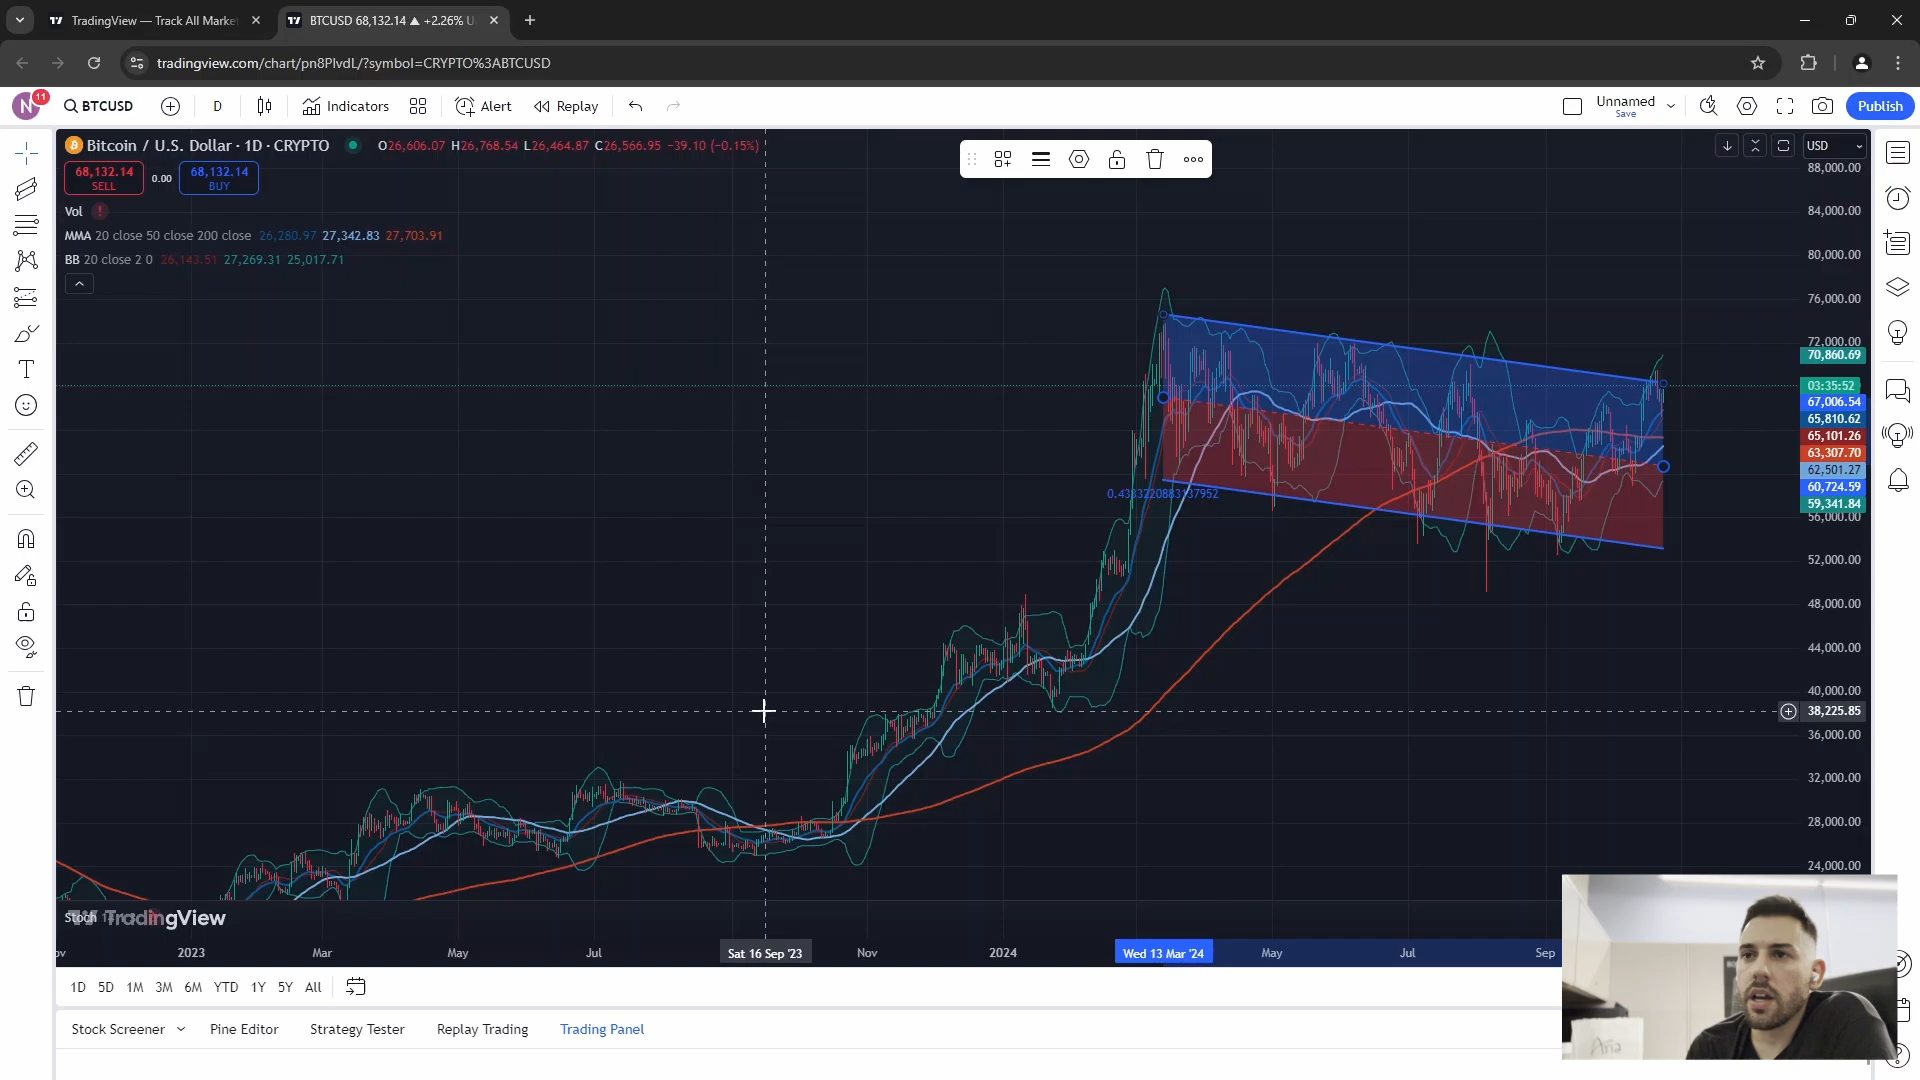 TradingView — Track All Marke
BTCUSD 68,132.14 ▲ +2.26% U
tradingview.com/chart/pn8PlvdL/?symbol=CRYPTO%3ABTCUSD
N
11
BTCUSD
D
Indicators
Alert
Replay
Unnamed
Save
Publish
Bitcoin / U.S. Dollar · 1D · CRYPTO
O26,606.07 H26,768.54 L26,464.87 C26,566.95 −39.10 (−0.15%)
USD
68,132.14
SELL
0.00
68,132.14
BUY
Vol !
MMA 20 close 50 close 200 close 26,280.97 27,342.83 27,703.91
BB 20 close 2 0 26,143.51 27,269.31 25,017.71
88,000.00
84,000.00
80,000.00
76,000.00
72,000.00
70,860.69
03:35:52
67,006.54
65,810.62
65,101.26
63,307.70
62,501.27
60,724.59
59,341.84
56,000.00
52,000.00
48,000.00
44,000.00
40,000.00
38,225.85
36,000.00
32,000.00
28,000.00
24,000.00
0.4383220883137952
Stoch
TradingView
2023
Mar
May
Jul
Sat 16 Sep '23
Nov
2024
Wed 13 Mar '24
May
Jul
Sep
1D 5D 1M 3M 6M YTD 1Y 5Y All
Stock Screener
Pine Editor
Strategy Tester
Replay Trading
Trading Panel
Aria